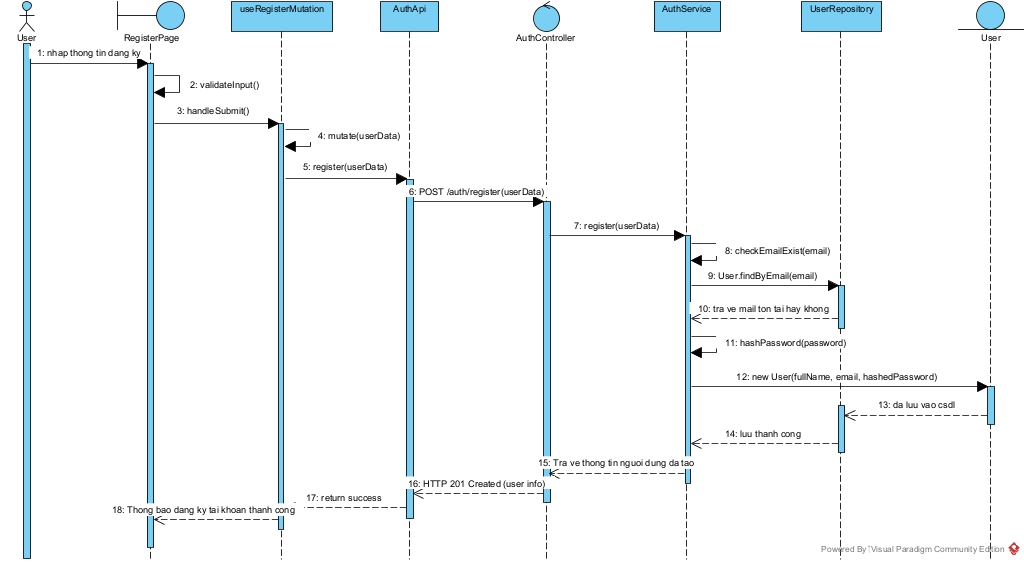 useRegisterMutation
AuthApi
AuthService
UserRepository
User
RegisterPage
AuthController
User
1: nhap thong tin dang ky
2: validateInput()
3: handleSubmit()
4: mutate(userData)
5: register(userData)
6: POST /auth/register(userData)
7: register(userData)
8: checkEmailExist(email)
9: User.findByEmail(email)
10: tra ve mail ton tai hay khong
11: hashPassword(password)
12: new User(fullName, email, hashedPassword)
13: da luu vao csdl
14: luu thanh cong
15: Tra ve thong tin nguoi dung da tao
16: HTTP 201 Created (user info)
17: return success
18: Thong bao dang ky tai khoan thanh cong
Powered By Visual Paradigm Community Edition